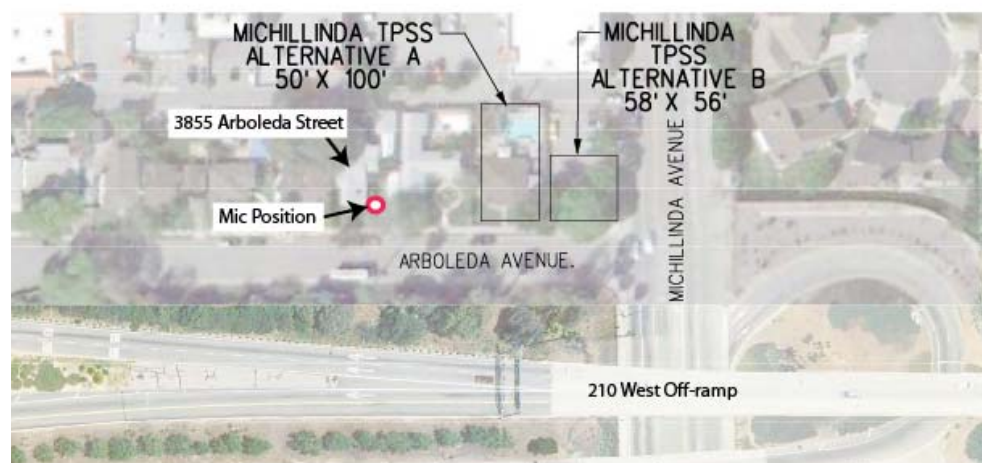 MICHILLINDA TPSS
ALTERNATIVE A
50' X 100'
MICHILLINDA
TPSS
ALTERNATIVE B
58' X 56'
3855 Arboleda Street
Mic Position
ARBOLEDA AVENUE.
MICHILLINDA AVENUE
210 West Off-ramp